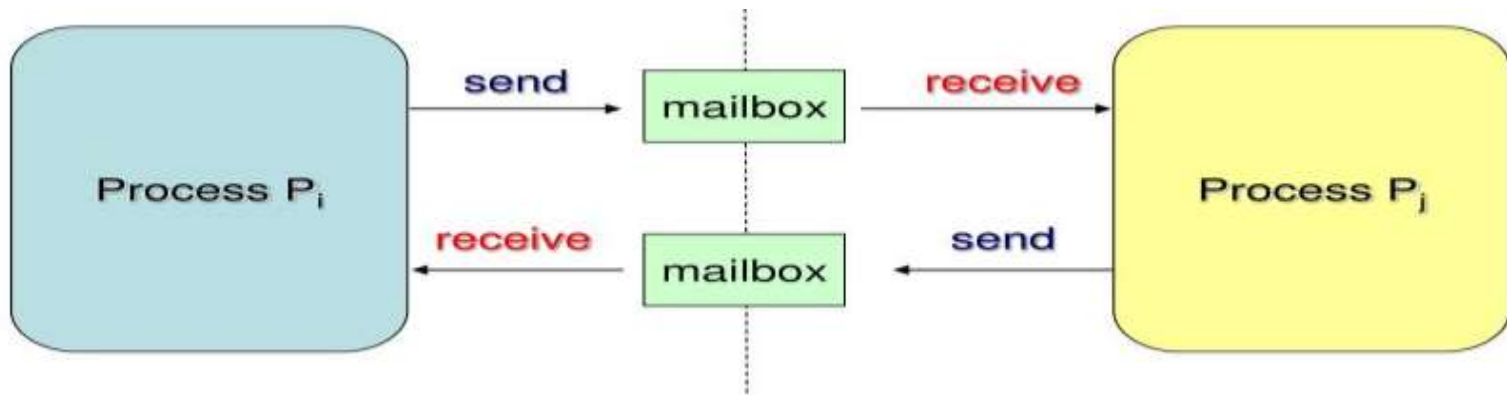 send
mailbox
receive
Process Pᵢ
Process Pⱼ
receive
mailbox
send